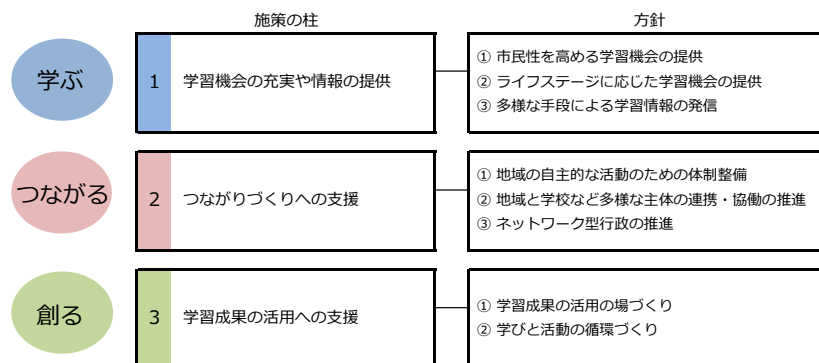 施策の柱
方針
学ぶ
1
学習機会の充実や情報の提供
① 市民性を高める学習機会の提供
② ライフステージに応じた学習機会の提供
③ 多様な手段による学習情報の発信
つながる
2
つながりづくりへの支援
① 地域の自主的な活動のための体制整備
② 地域と学校など多様な主体の連携・協働の推進
③ ネットワーク型行政の推進
創る
3
学習成果の活用への支援
① 学習成果の活用の場づくり
② 学びと活動の循環づくり